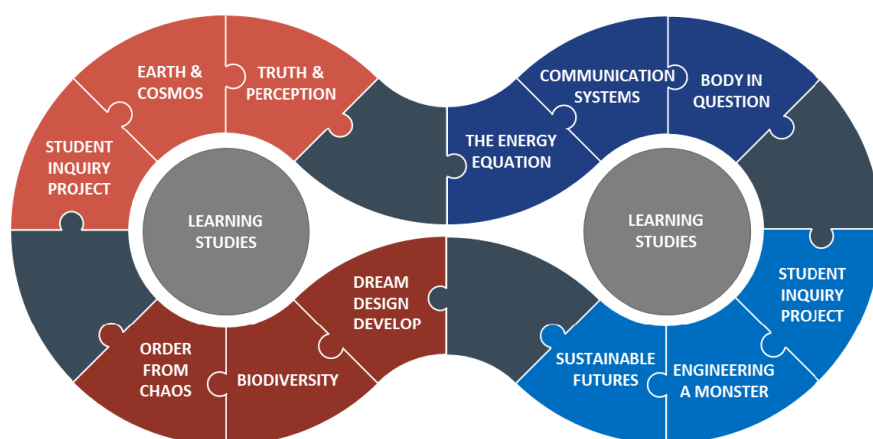 EARTH &
COSMOS
TRUTH &
PERCEPTION
STUDENT
INQUIRY
PROJECT
LEARNING
STUDIES
ORDER
FROM
CHAOS
BIODIVERSITY
DREAM
DESIGN
DEVELOP
COMMUNICATION
SYSTEMS
BODY IN
QUESTION
THE ENERGY
EQUATION
LEARNING
STUDIES
STUDENT
INQUIRY
PROJECT
SUSTAINABLE
FUTURES
ENGINEERING
A MONSTER